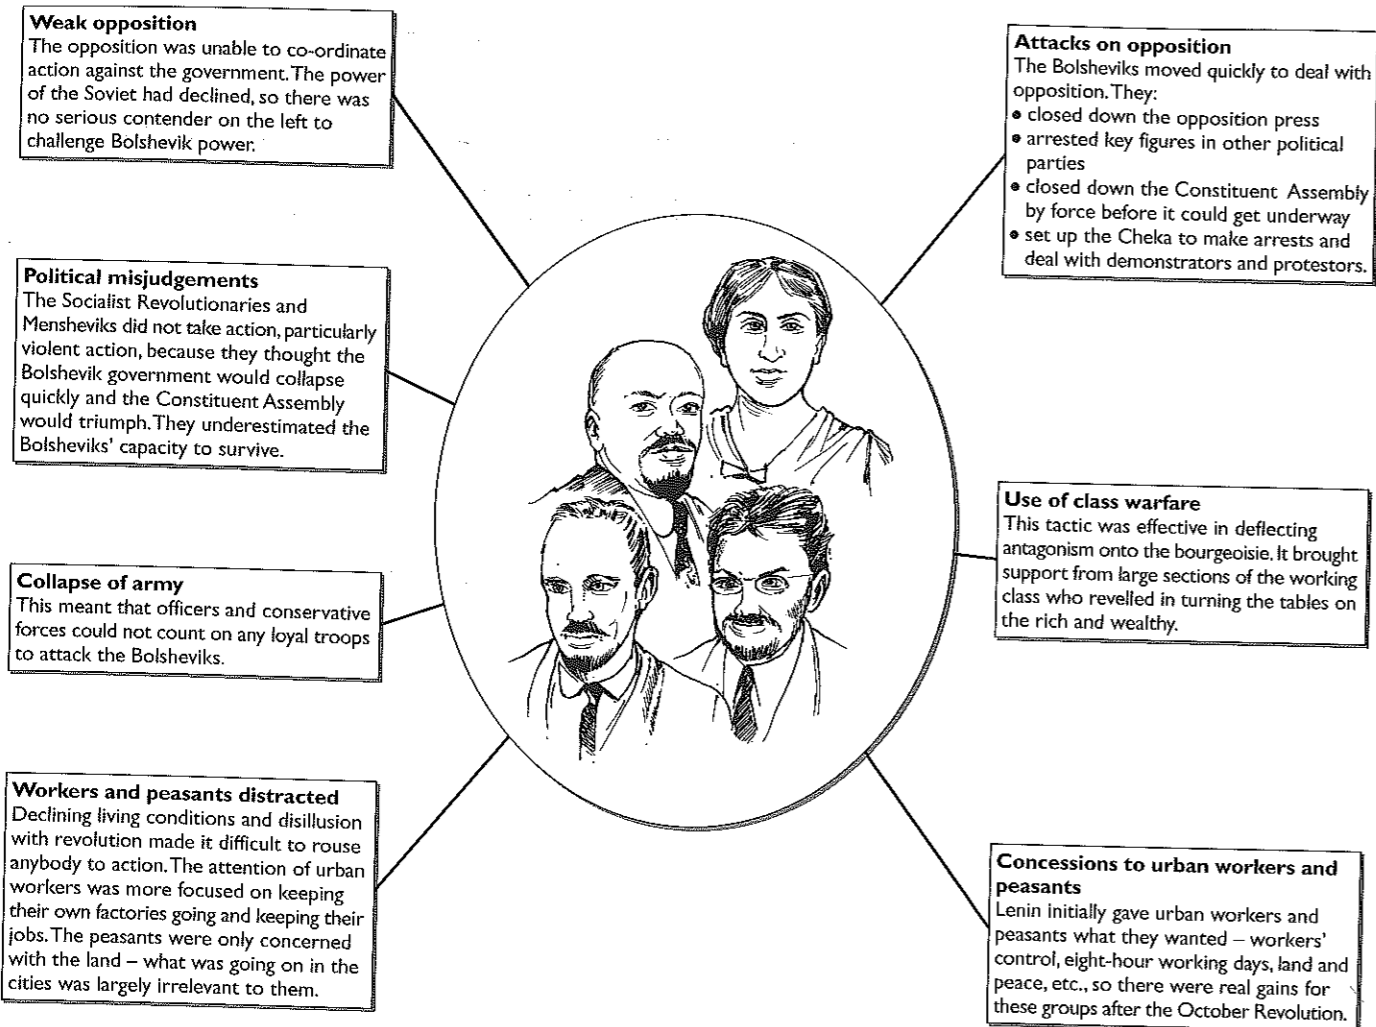 Weak opposition
The opposition was unable to co-ordinate
action against the government. The power
of the Soviet had declined, so there was
no serious contender on the left to
challenge Bolshevik power.
Political misjudgements
The Socialist Revolutionaries and
Mensheviks did not take action, particularly
violent action, because they thought the
Bolshevik government would collapse
quickly and the Constituent Assembly
would triumph. They underestimated the
Bolsheviks' capacity to survive.
Collapse of army
This meant that officers and conservative
forces could not count on any loyal troops
to attack the Bolsheviks.
Workers and peasants distracted
Declining living conditions and disillusion
with revolution made it difficult to rouse
anybody to action. The attention of urban
workers was more focused on keeping
their own factories going and keeping their
jobs. The peasants were only concerned
with the land – what was going on in the
cities was largely irrelevant to them.
Attacks on opposition
The Bolsheviks moved quickly to deal with
opposition. They:
• closed down the opposition press
• arrested key figures in other political
parties
• closed down the Constituent Assembly
by force before it could get underway
• set up the Cheka to make arrests and
deal with demonstrators and protestors.
Use of class warfare
This tactic was effective in deflecting
antagonism onto the bourgeoisie. It brought
support from large sections of the working
class who revelled in turning the tables on
the rich and wealthy.
Concessions to urban workers and
peasants
Lenin initially gave urban workers and
peasants what they wanted – workers'
control, eight-hour working days, land and
peace, etc., so there were real gains for
these groups after the October Revolution.